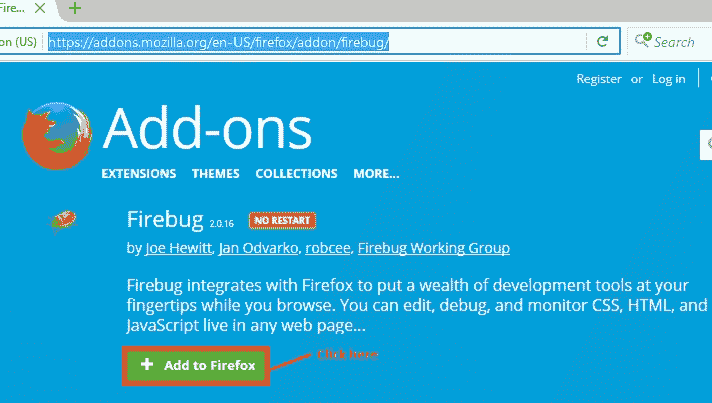 Fire...
on (US)
https://addons.mozilla.org/en-US/firefox/addon/firebug/
Search
Register or Log in
Add-ons
EXTENSIONS THEMES COLLECTIONS MORE...
Firebug 2.0.16 NO RESTART
by Joe Hewitt, Jan Odvarko, robcee, Firebug Working Group
Firebug integrates with Firefox to put a wealth of development tools at your
fingertips while you browse. You can edit, debug, and monitor CSS, HTML, and
JavaScript live in any web page...
+ Add to Firefox
Click here